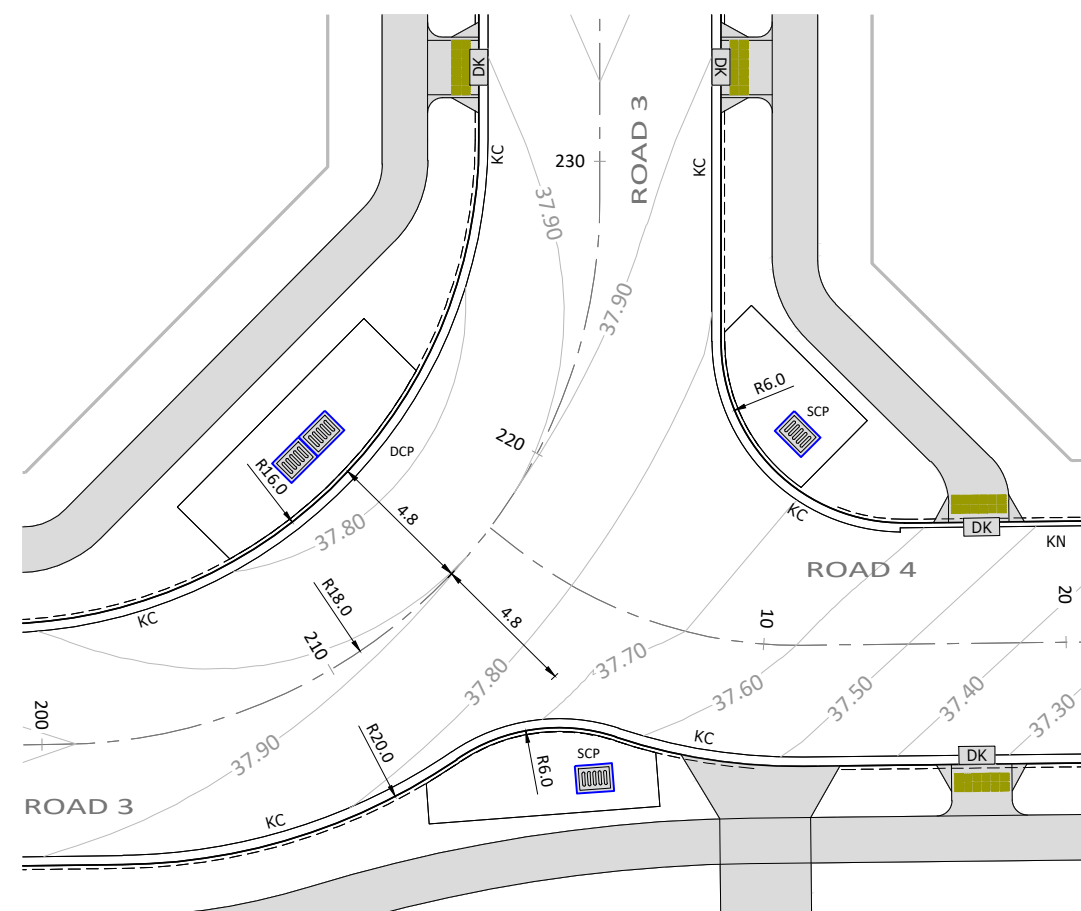 DK
DK
KC
ROAD 3
KC
230
37.90
37.90
R6.0
SCP
220
DCP
R16.0
4.8
37.80
KC
KC
DK
KN
ROAD 4
R18.0
4.8
210
10
20
37.70
37.80
37.60
37.50
37.40
37.30
200
37.90
R20.0
KC
SCP
R6.0
DK
ROAD 3
KC